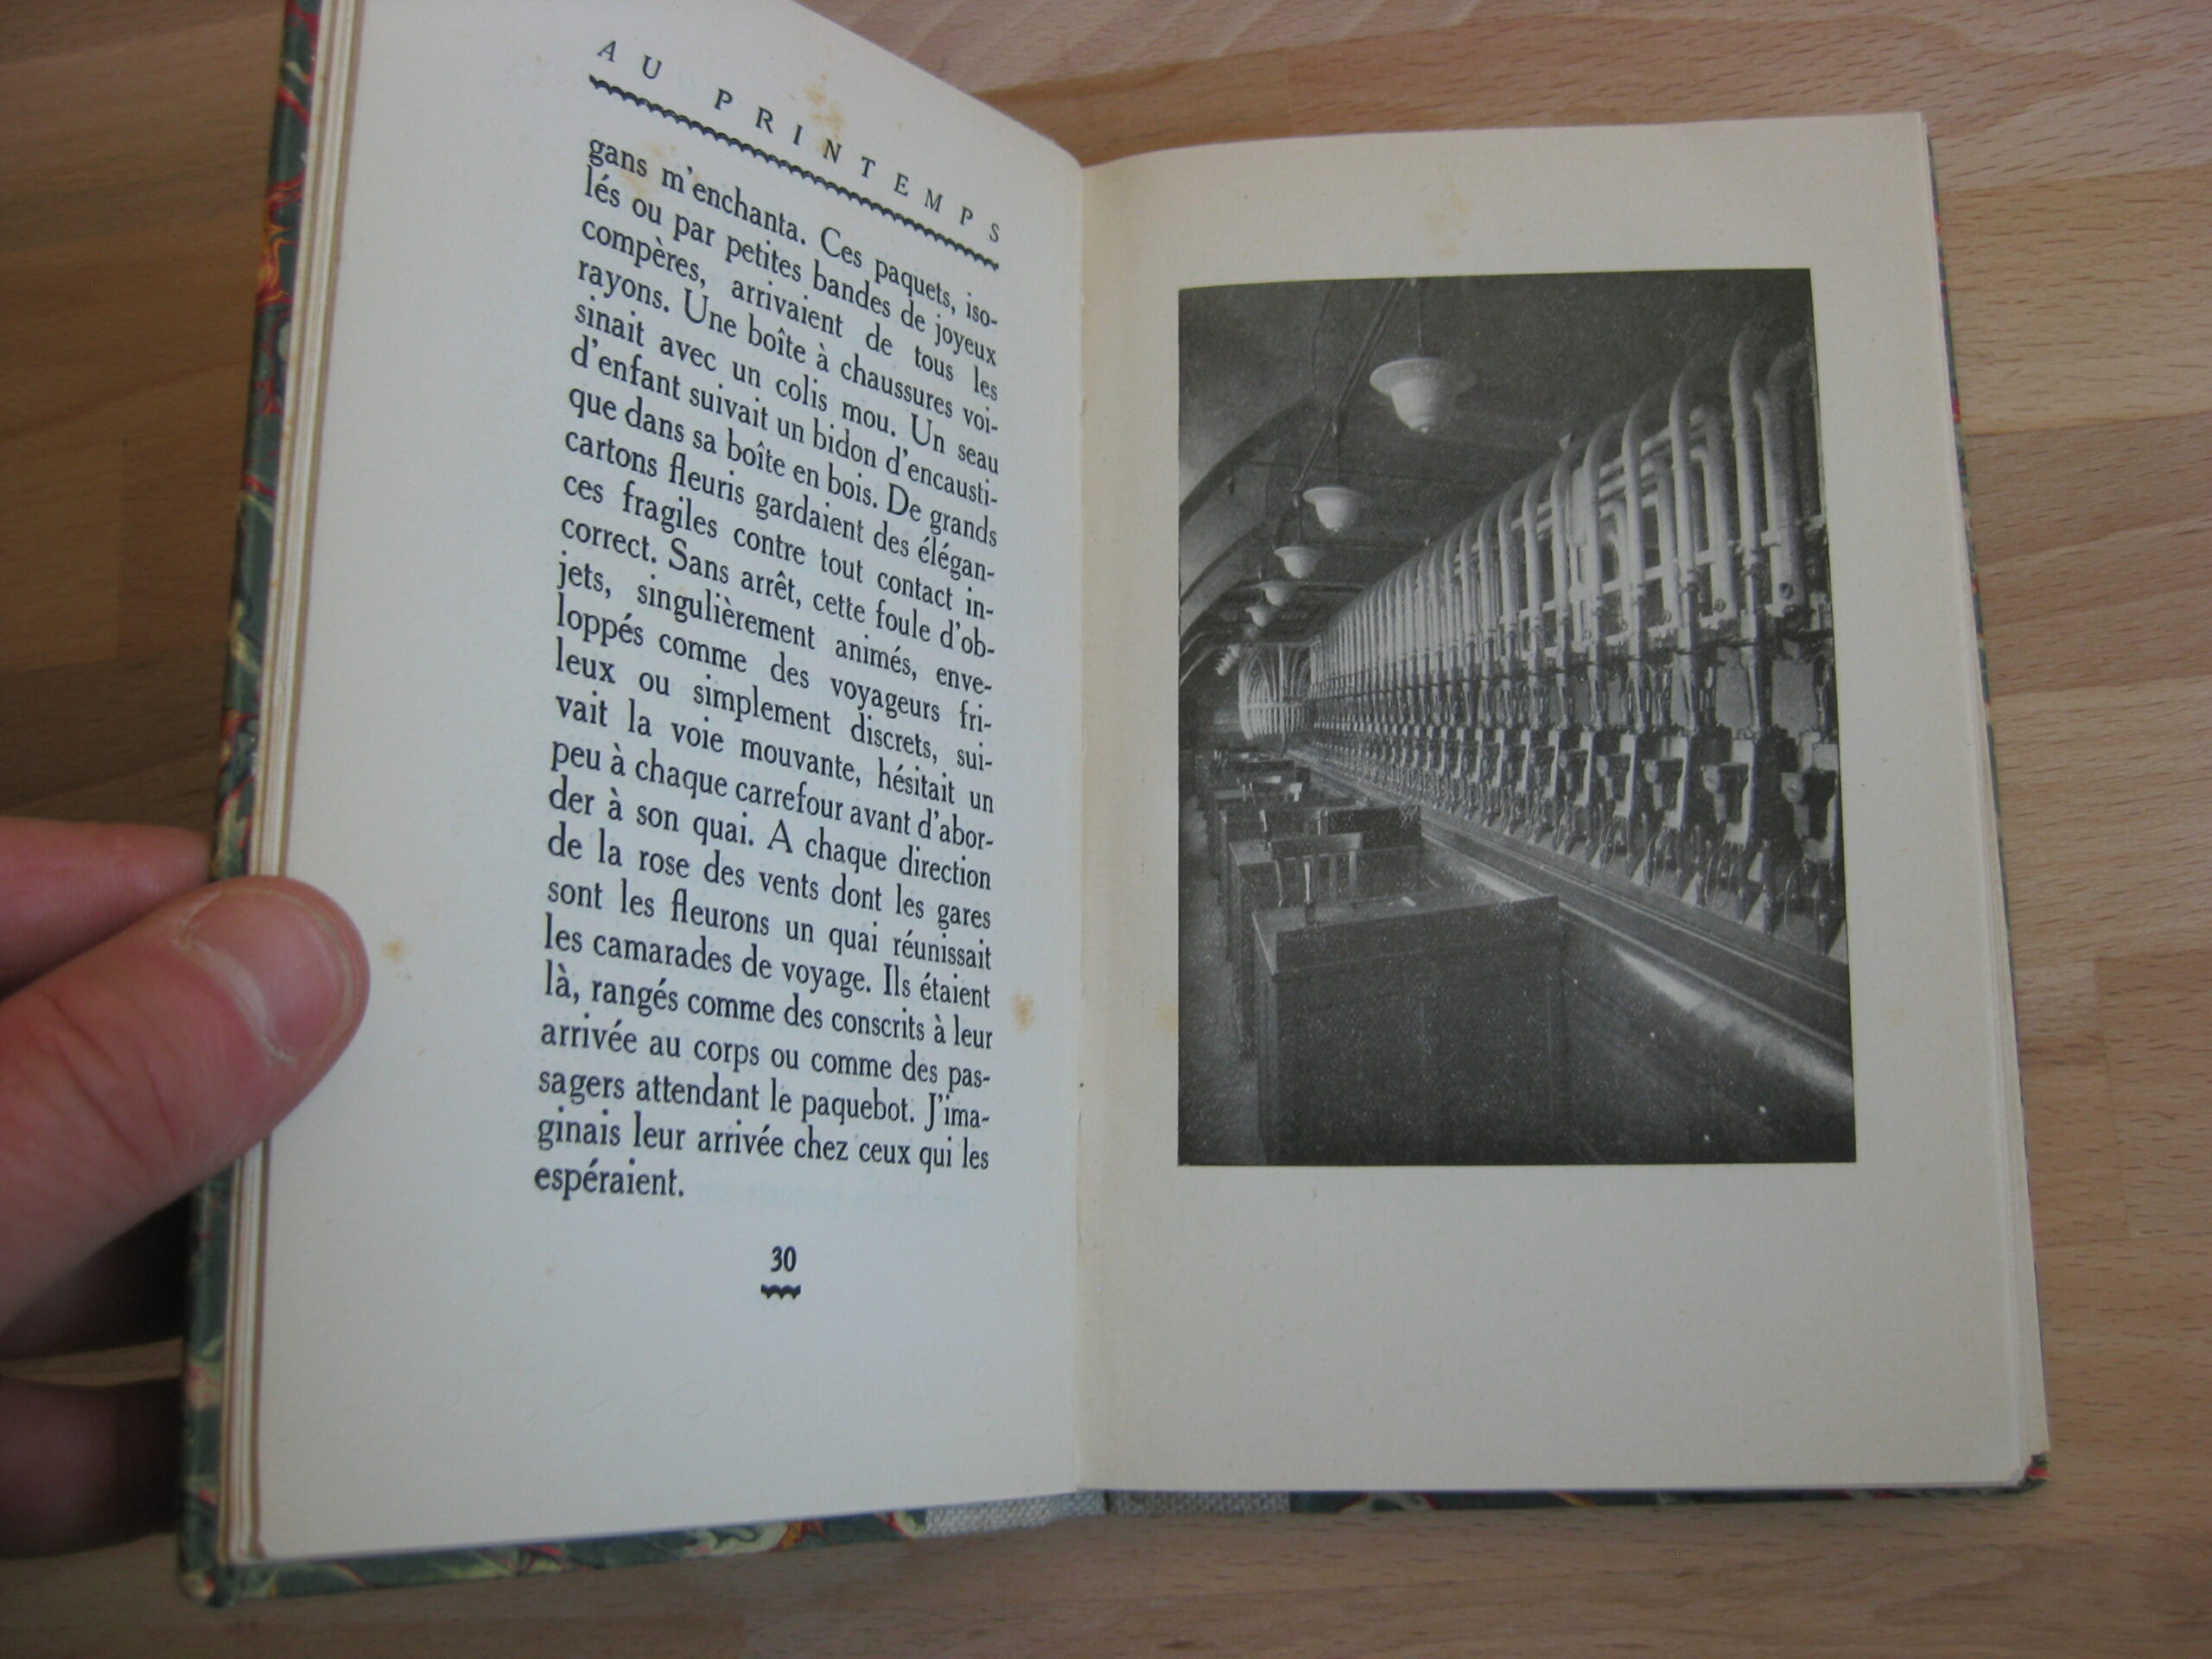 AU PRINTEMPS
gans m'enchanta. Ces paquets, iso-
lés ou par petites bandes de joyeux
compères, arrivaient de tous les
rayons. Une boîte à chaussures voi-
sinait avec un colis mou. Un seau
d'enfant suivait un bidon d'encausti-
que dans sa boîte en bois. De grands
cartons fleuris gardaient des élégan-
ces fragiles contre tout contact in-
correct. Sans arrêt, cette foule d'ob-
jets, singulièrement animés, enve-
loppés comme des voyageurs fri-
leux ou simplement discrets, sui-
vait la voie mouvante, hésitait un
peu à chaque carrefour avant d'abor-
der à son quai. A chaque direction
de la rose des vents dont les gares
sont les fleurons un quai réunissait
les camarades de voyage. Ils étaient
là, rangés comme des conscrits à leur
arrivée au corps ou comme des pas-
sagers attendant le paquebot. J'ima-
ginais leur arrivée chez ceux qui les
espéraient.
30